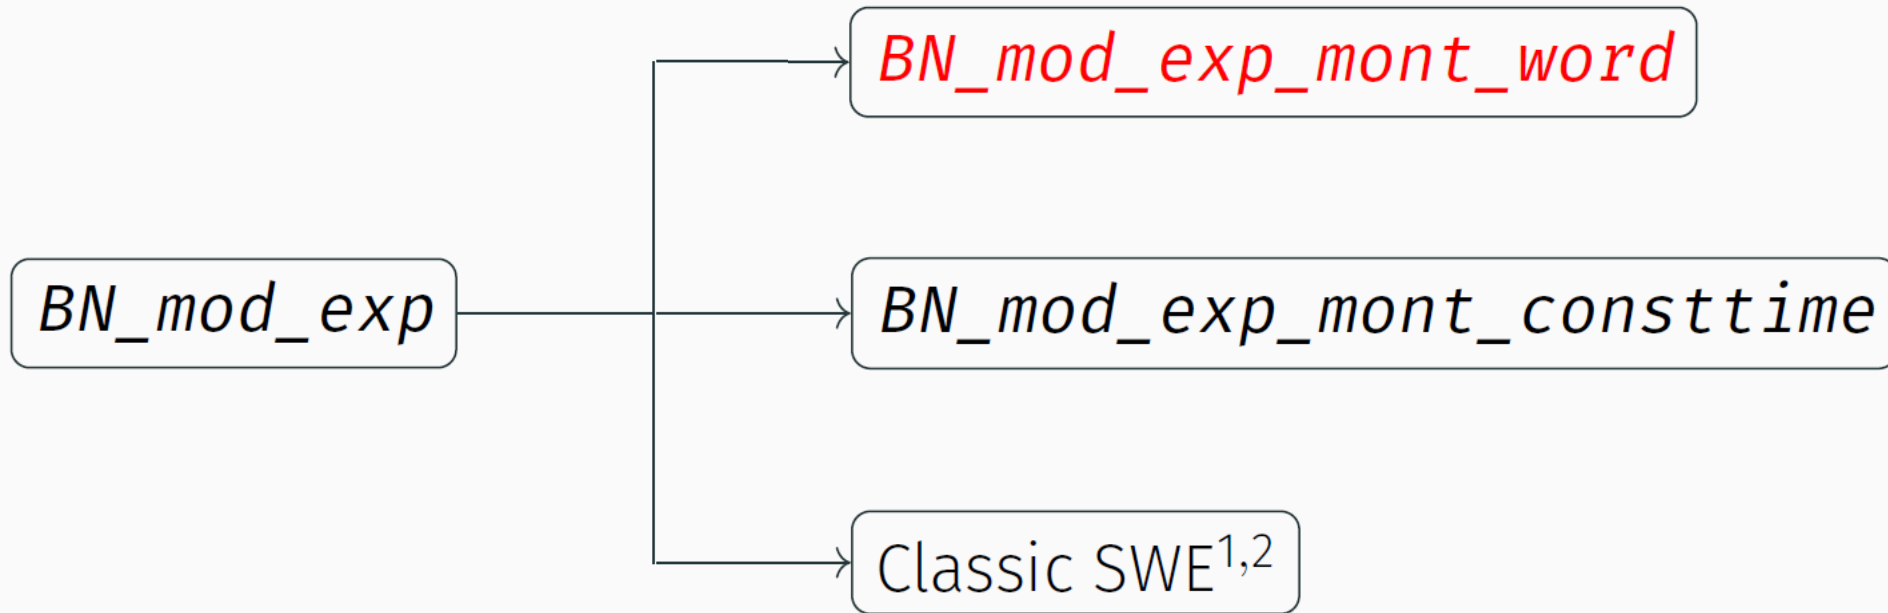 BN_mod_exp_mont_word
BN_mod_exp
BN_mod_exp_mont_consttime
Classic SWE1,2